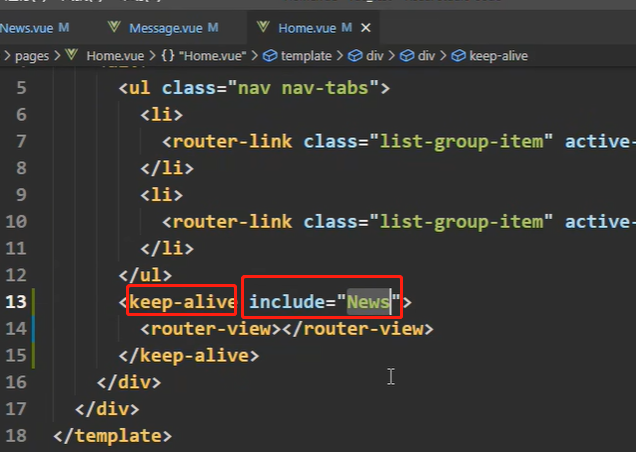 News.vue M Message.vue M Home.vue M ×
> pages > Home.vue > {} "Home.vue" > template > div > div > keep-alive
5 <ul class="nav nav-tabs">
6 <li>
7 <router-link class="list-group-item" active-
8 </li>
9 <li>
10 <router-link class="list-group-item" active-
11 </li>
12 </ul>
13 <keep-alive include="News">
14 <router-view></router-view>
15 </keep-alive>
16 </div>
17 </div>
18 </template>